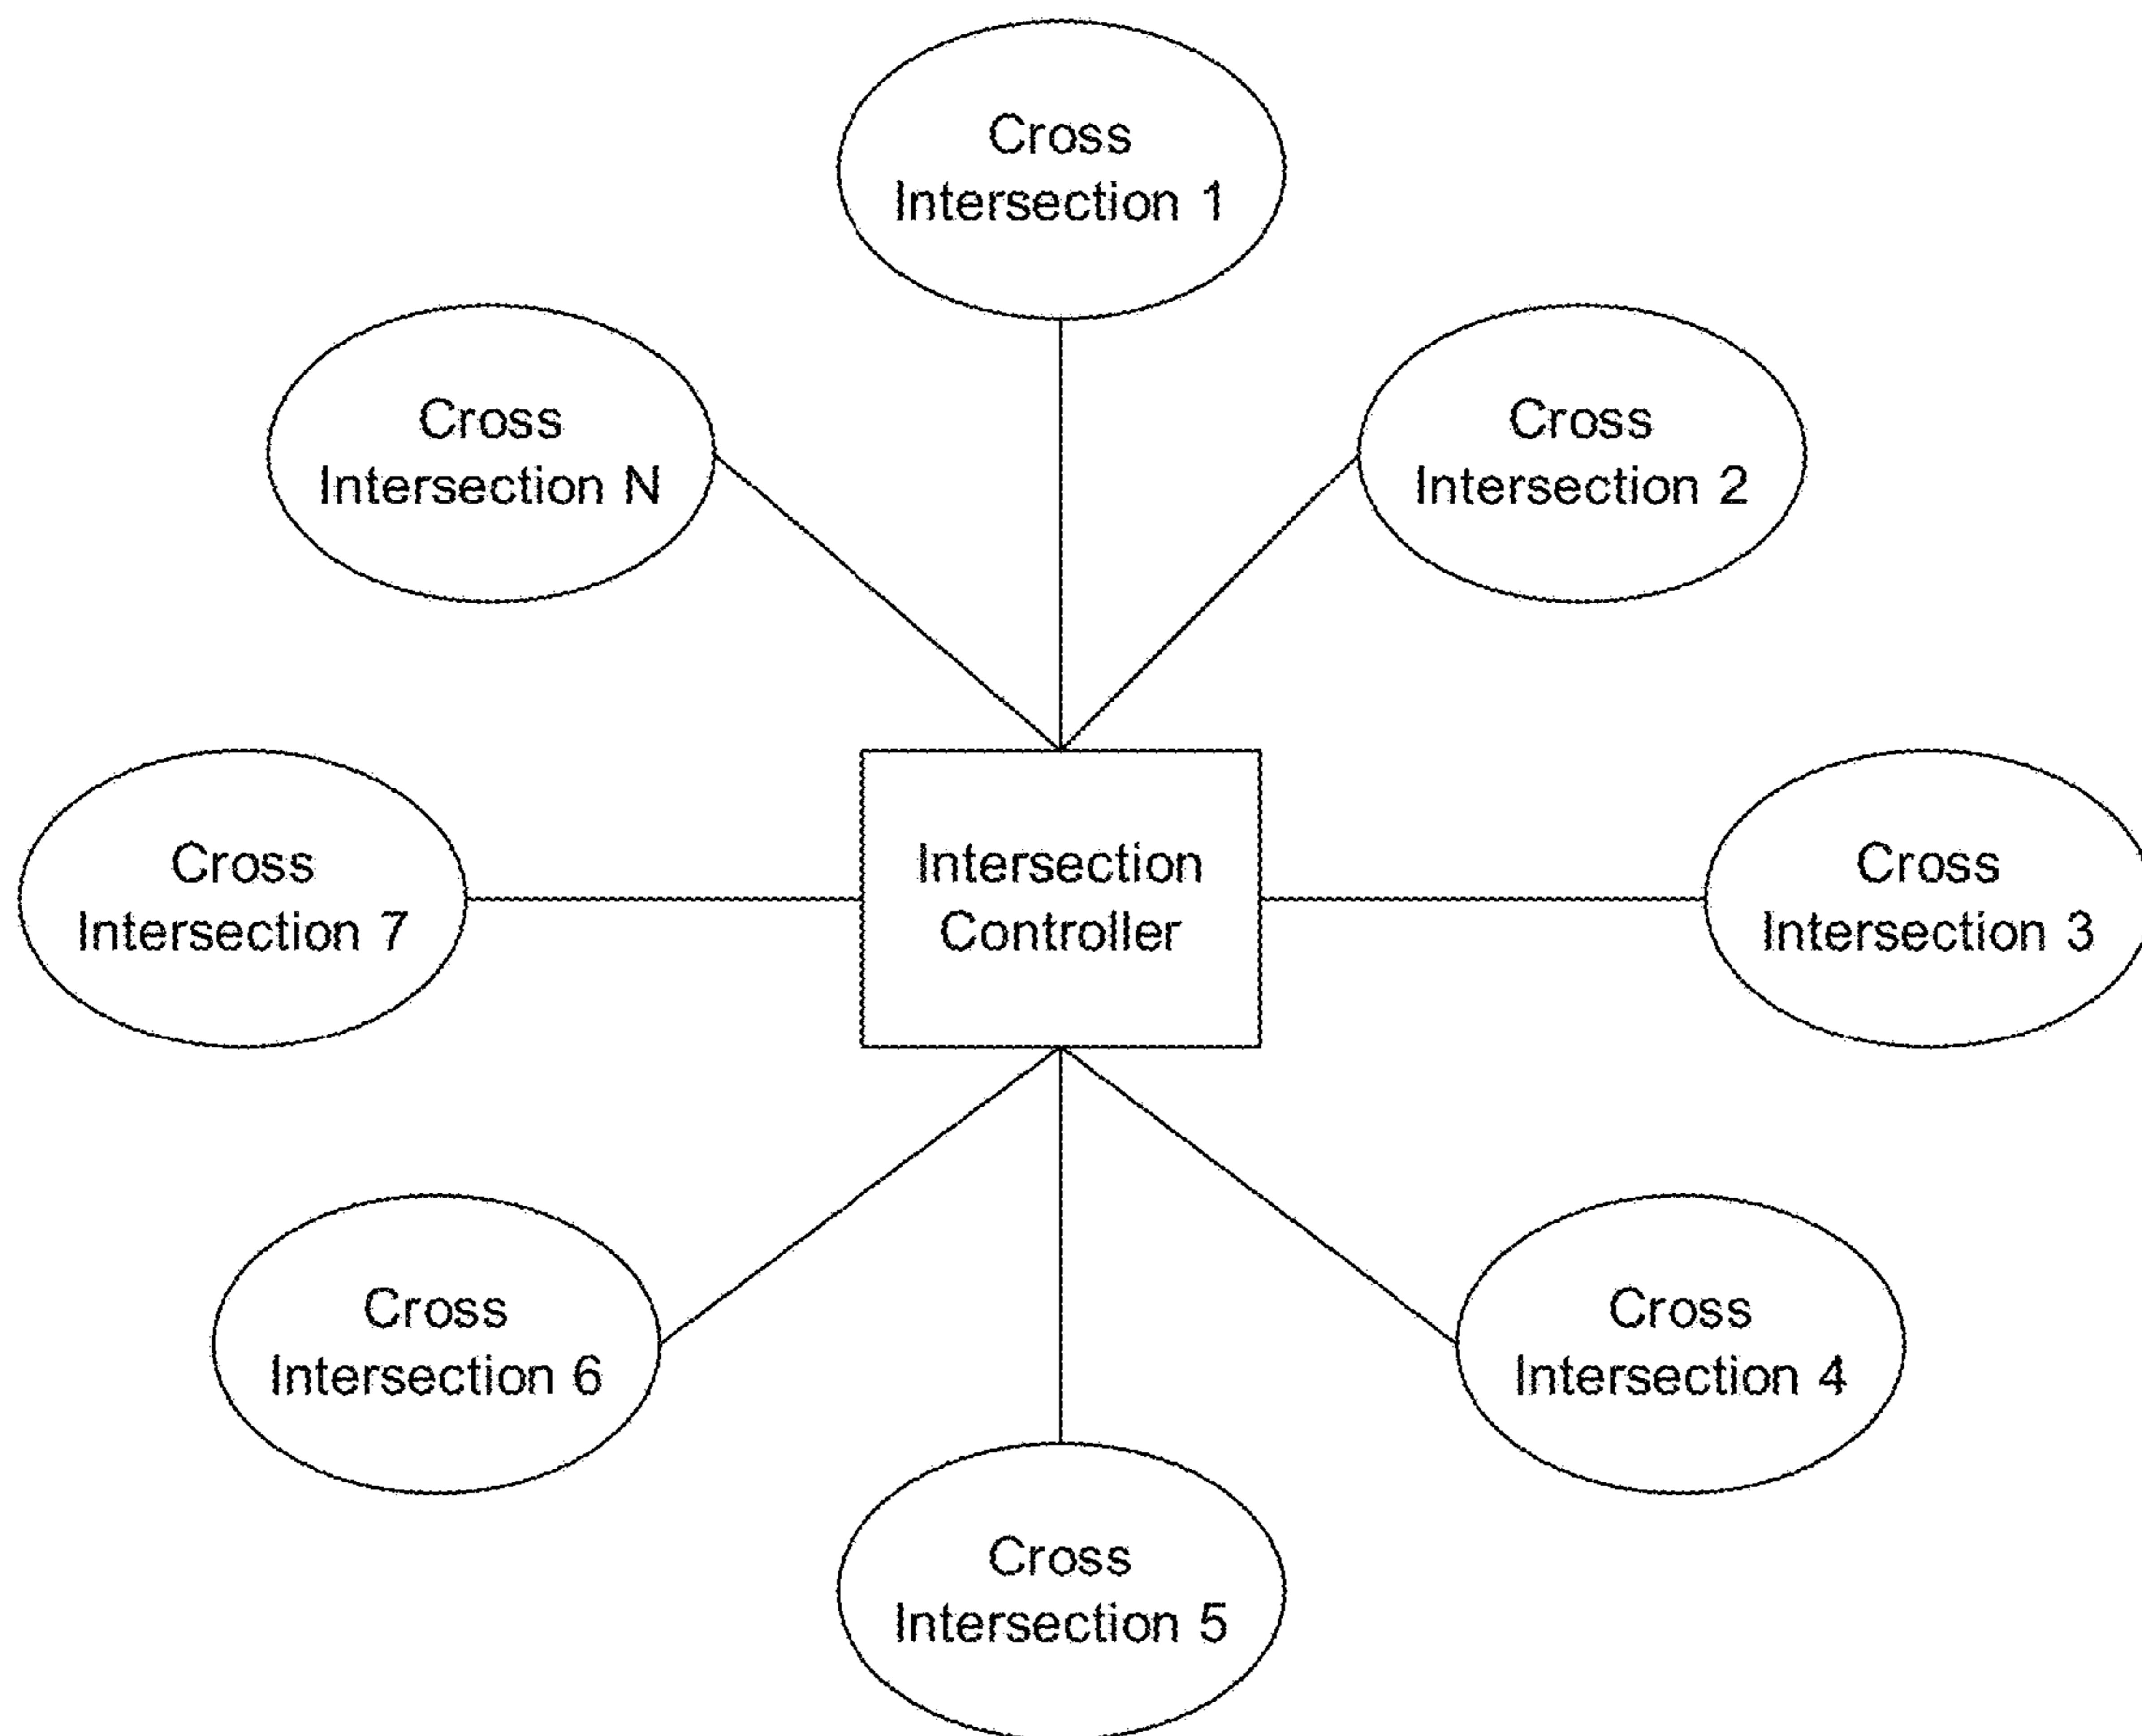 Cross
Intersection 1
Cross
Intersection N
Cross
Intersection 2
Cross
Intersection 7
Intersection
Controller
Cross
Intersection 3
Cross
Intersection 6
Cross
Intersection 4
Cross
Intersection 5